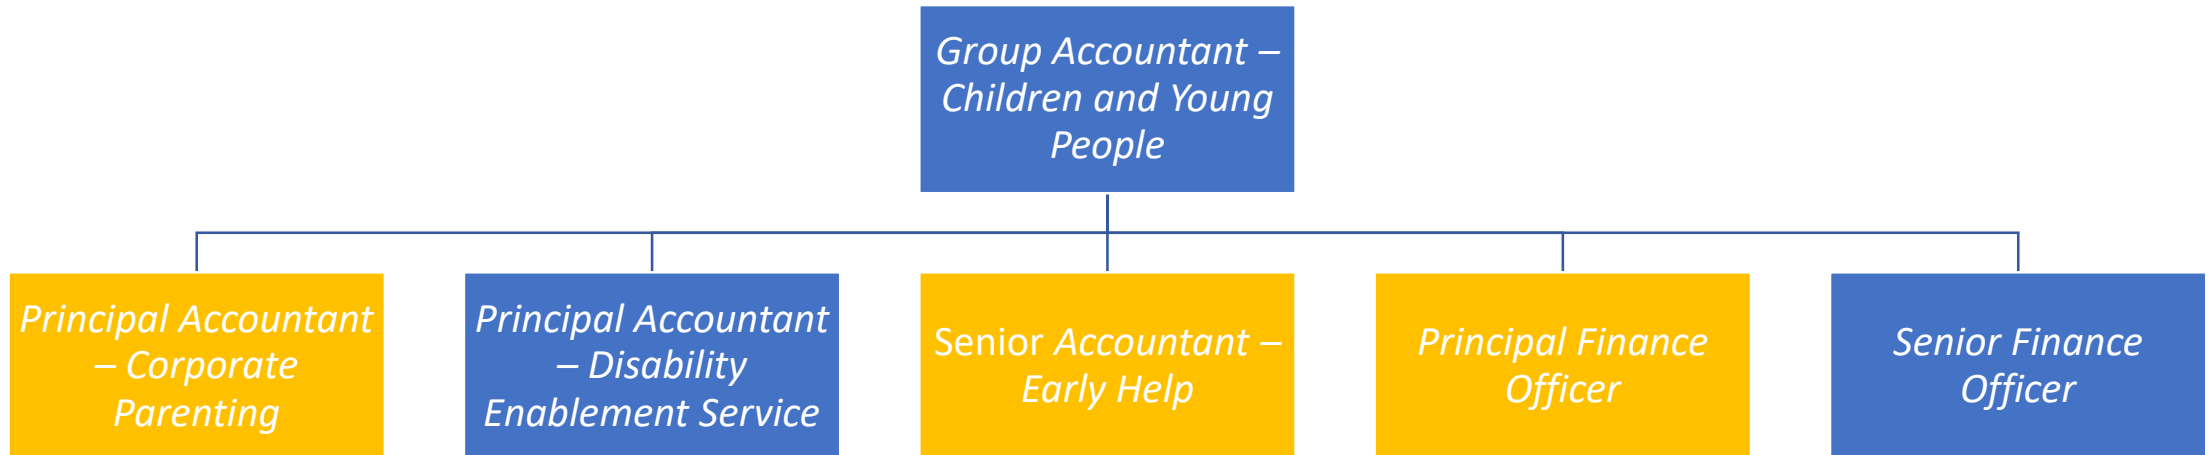 Group Accountant –
Children and Young
People
Principal Accountant
– Corporate
Parenting
Principal Accountant
– Disability
Enablement Service
Senior Accountant –
Early Help
Principal Finance
Officer
Senior Finance
Officer